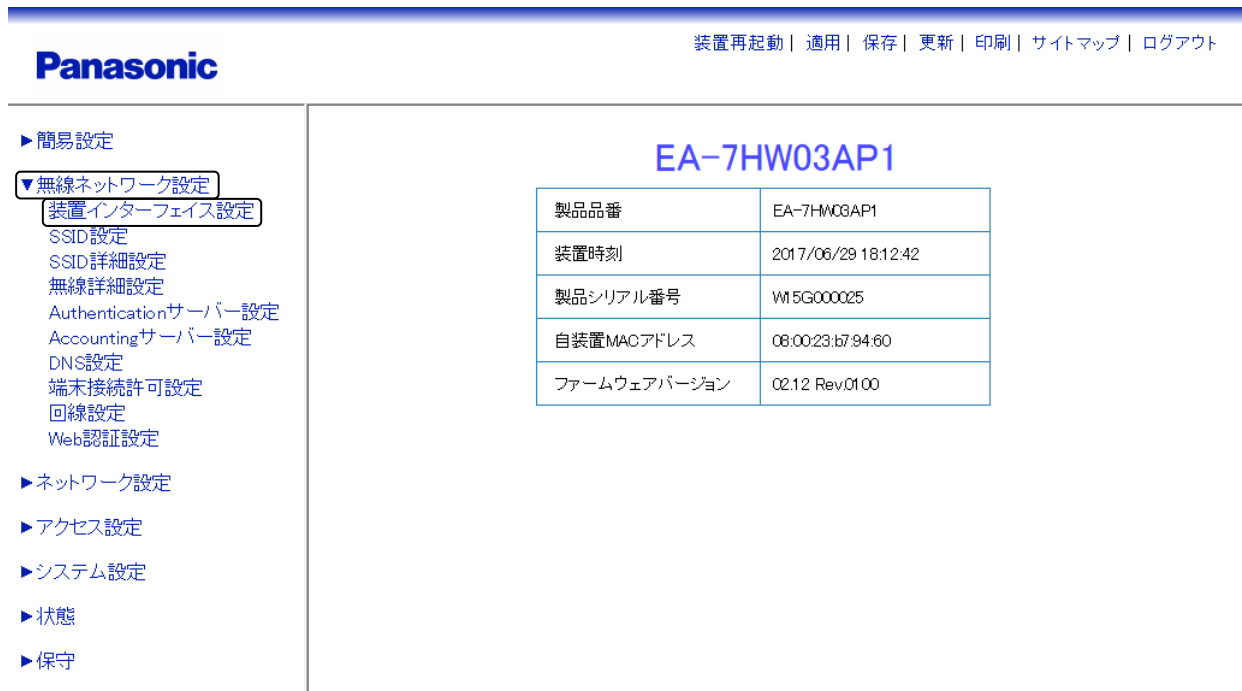 装置再起動| 適用| 保存| 更新| 印刷| サイトマップ| ログアウト
Panasonic
▶簡易設定
▼無線ネットワーク設定
装置インターフェイス設定
SSID設定
SSID詳細設定
無線詳細設定
Authenticationサーバー設定
Accountingサーバー設定
DNS設定
端末接続許可設定
回線設定
Web認証設定
▶ネットワーク設定
▶アクセス設定
▶システム設定
▶状態
▶保守
EA-7HW03AP1
製品品番 EA-7HW03AP1
装置時刻 2017/06/29 18:12:42
製品シリアル番号 W15G000025
自装置MACアドレス 08:00:23:b7:94:60
ファームウェアバージョン 02.12 Rev.0100